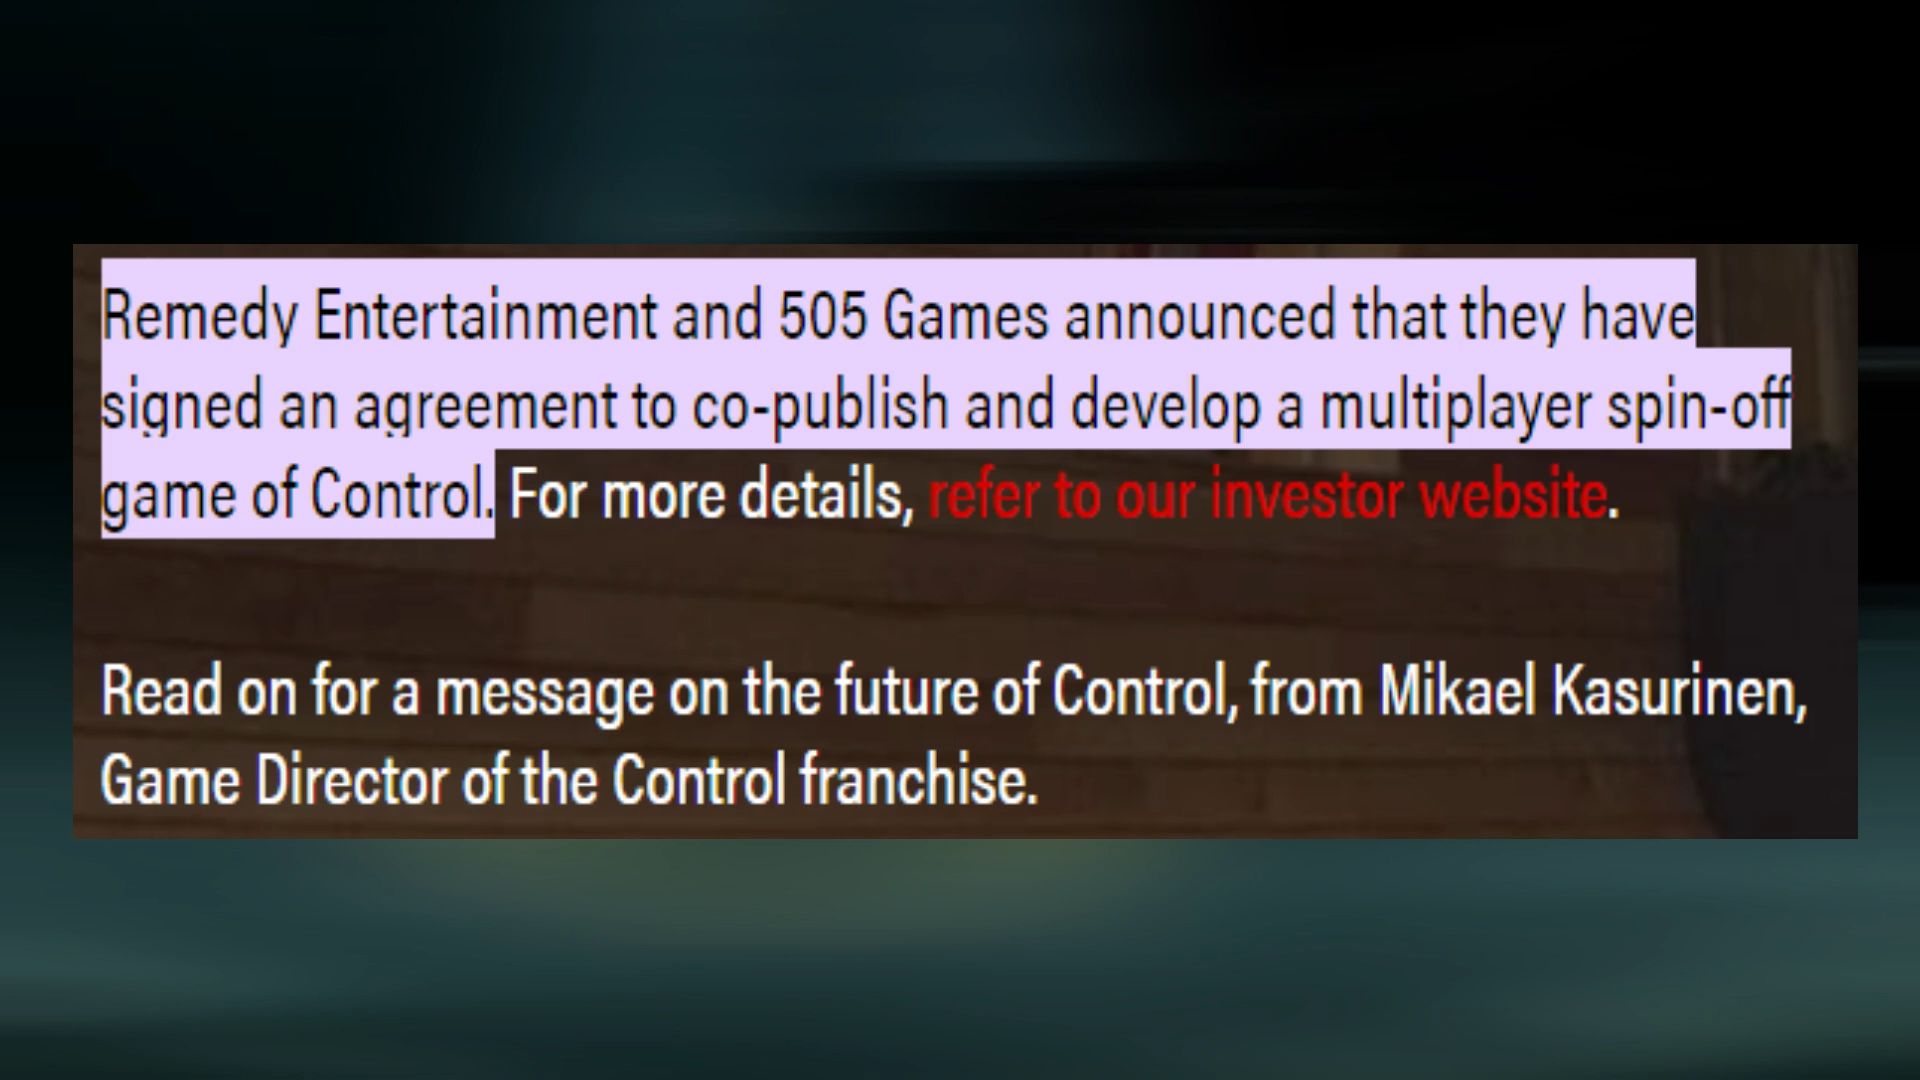 Remedy Entertainment and 505 Games announced that they have
signed an agreement to co-publish and develop a multiplayer spin-off
game of Control. For more details, refer to our investor website.
Read on for a message on the future of Control, from Mikael Kasurinen,
Game Director of the Control franchise.